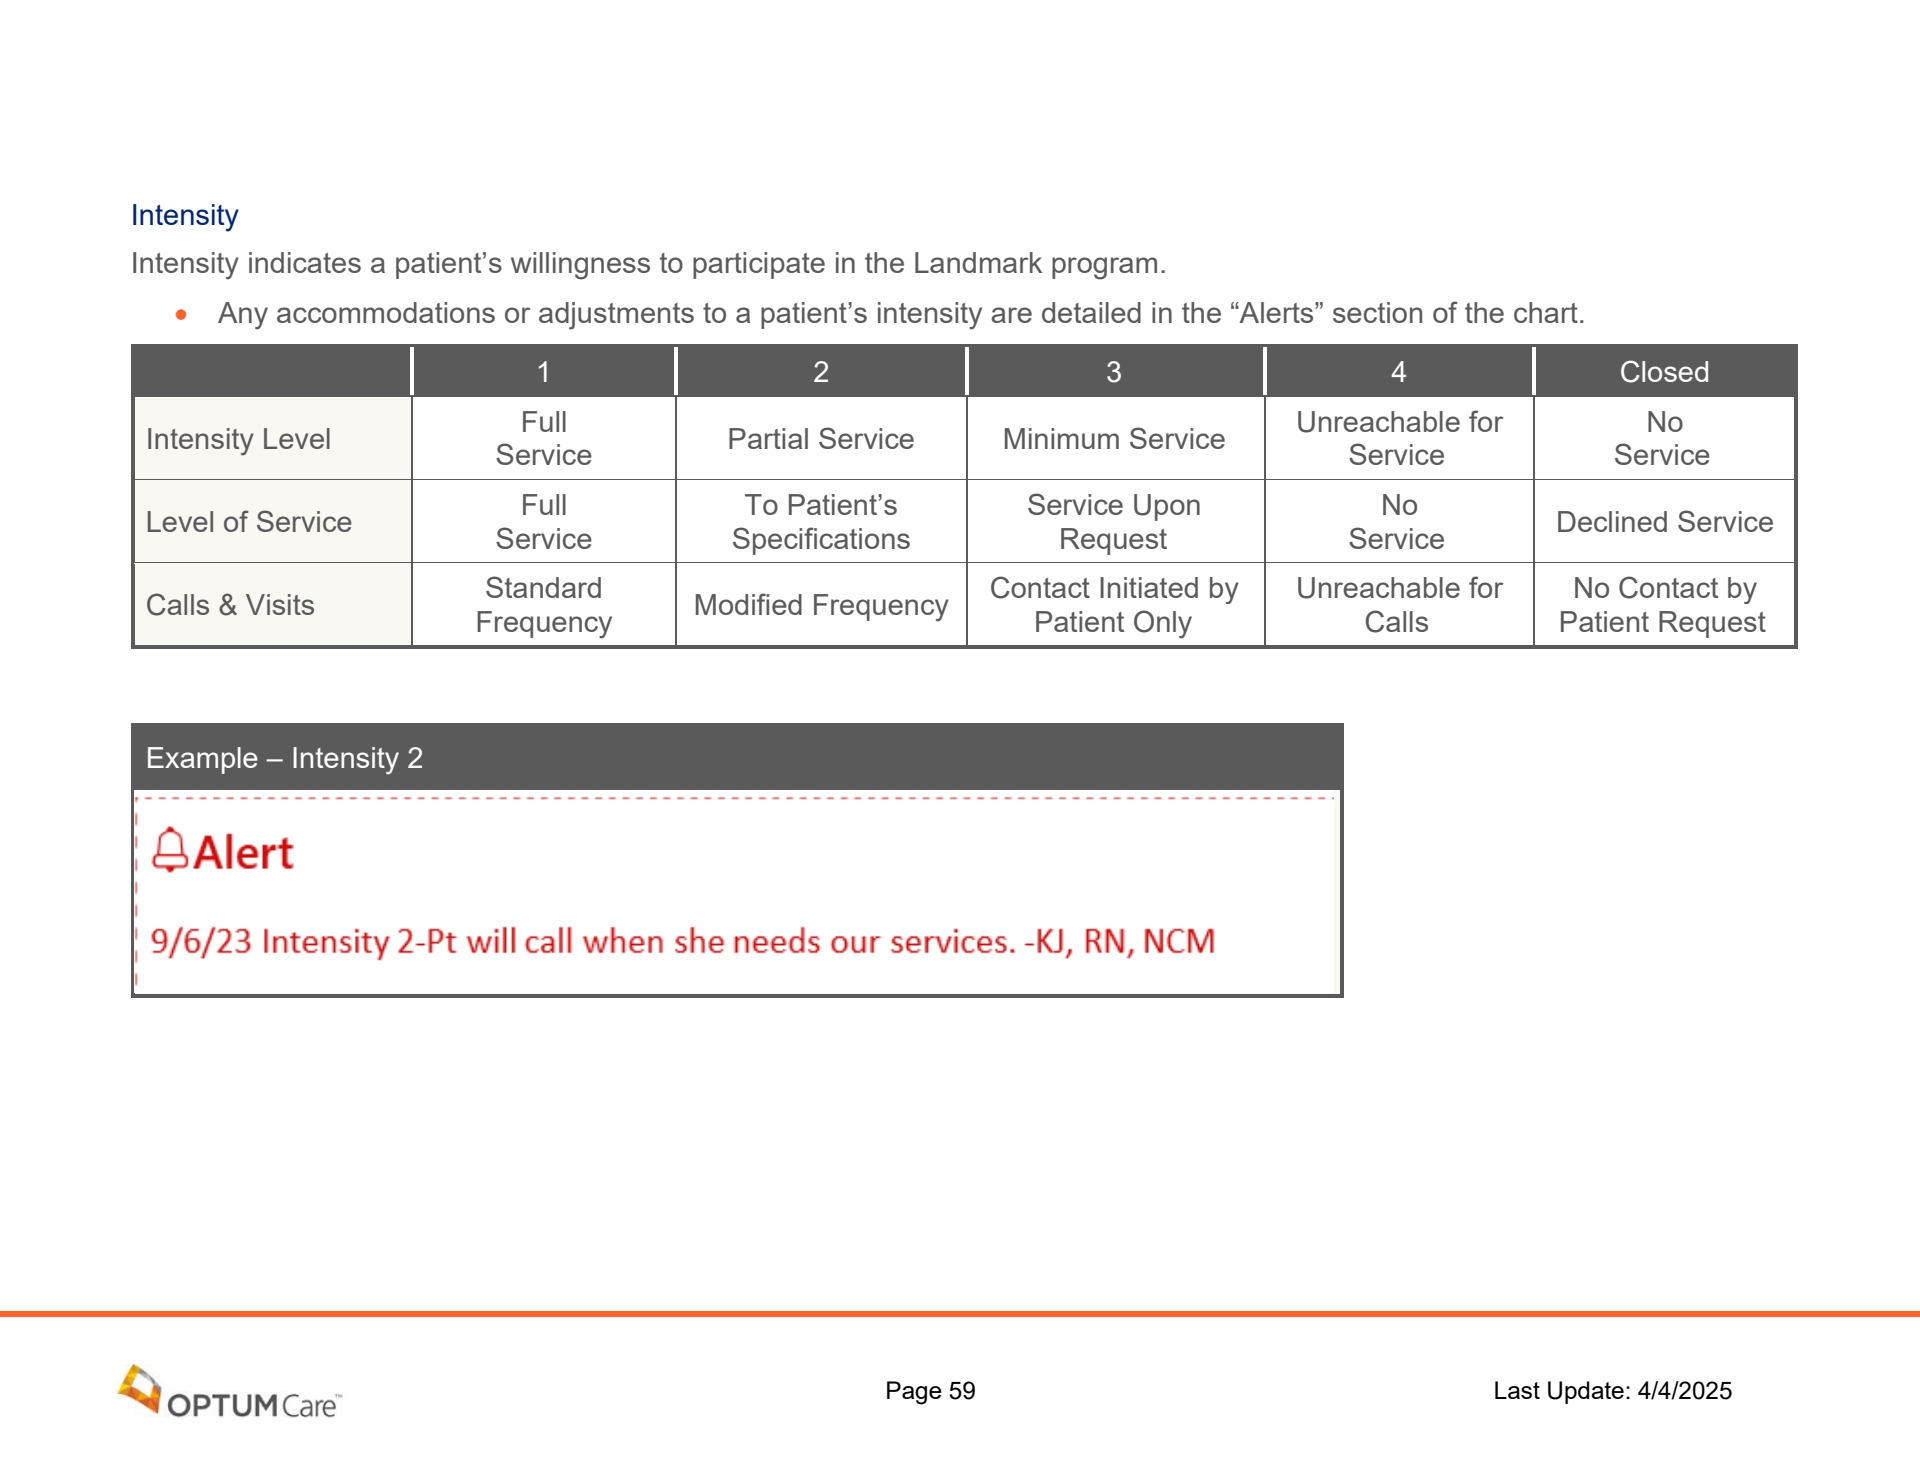 Intensity
Intensity indicates a patient’s willingness to participate in the Landmark program.
• Any accommodations or adjustments to a patient’s intensity are detailed in the “Alerts” section of the chart.
1 2 3 4 Closed
Intensity Level
Full
Service
Partial Service
Minimum Service
Unreachable for
Service
No
Service
Level of Service
Full
Service
To Patient’s
Specifications
Service Upon
Request
No
Service
Declined Service
Calls & Visits
Standard
Frequency
Modified Frequency
Contact Initiated by
Patient Only
Unreachable for
Calls
No Contact by
Patient Request
Example – Intensity 2
Alert
9/6/23 Intensity 2-Pt will call when she needs our services. -KJ, RN, NCM
OPTUM Care™
Page 59
Last Update: 4/4/2025